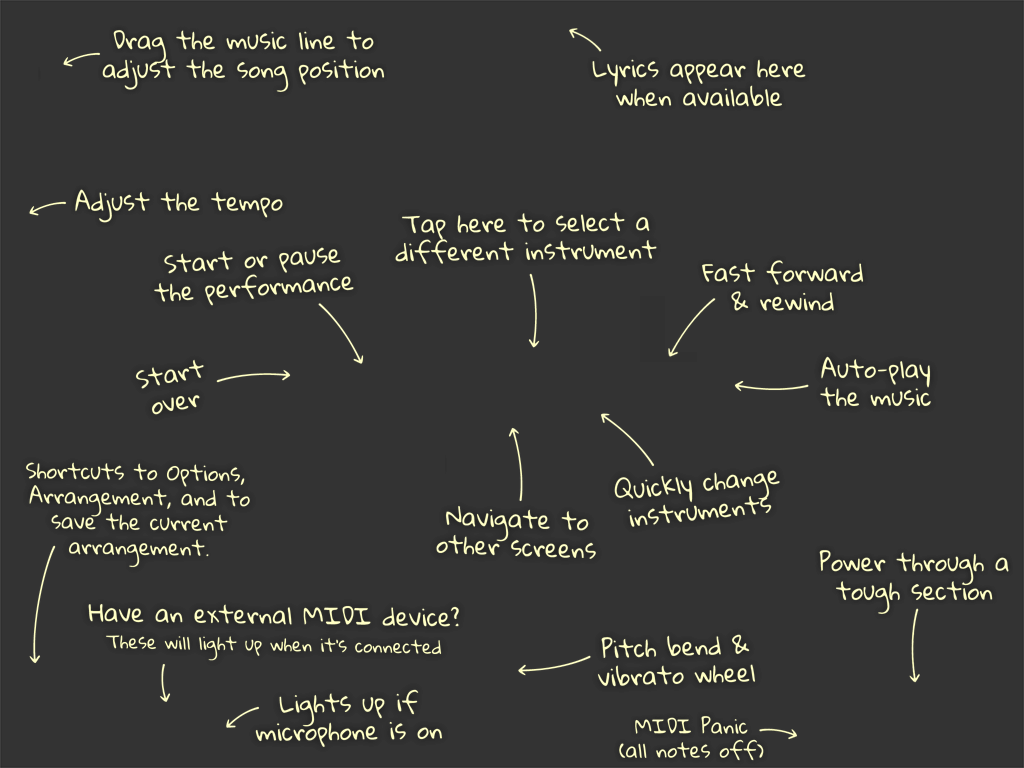 Drag the music line to
adjust the song position
Lyrics appear here
when available
Adjust the tempo
Tap here to select a
different instrument
Start or pause
the performance
Fast forward
& rewind
Start
over
Auto-play
the music
Shortcuts to Options,
Arrangement, and to
save the current
arrangement.
Quickly change
instruments
Navigate to
other screens
Power through a
tough section
Have an external MIDI device?
These will light up when it's connected
Pitch bend &
vibrato wheel
Lights up if
microphone is on
MIDI Panic
(all notes off)